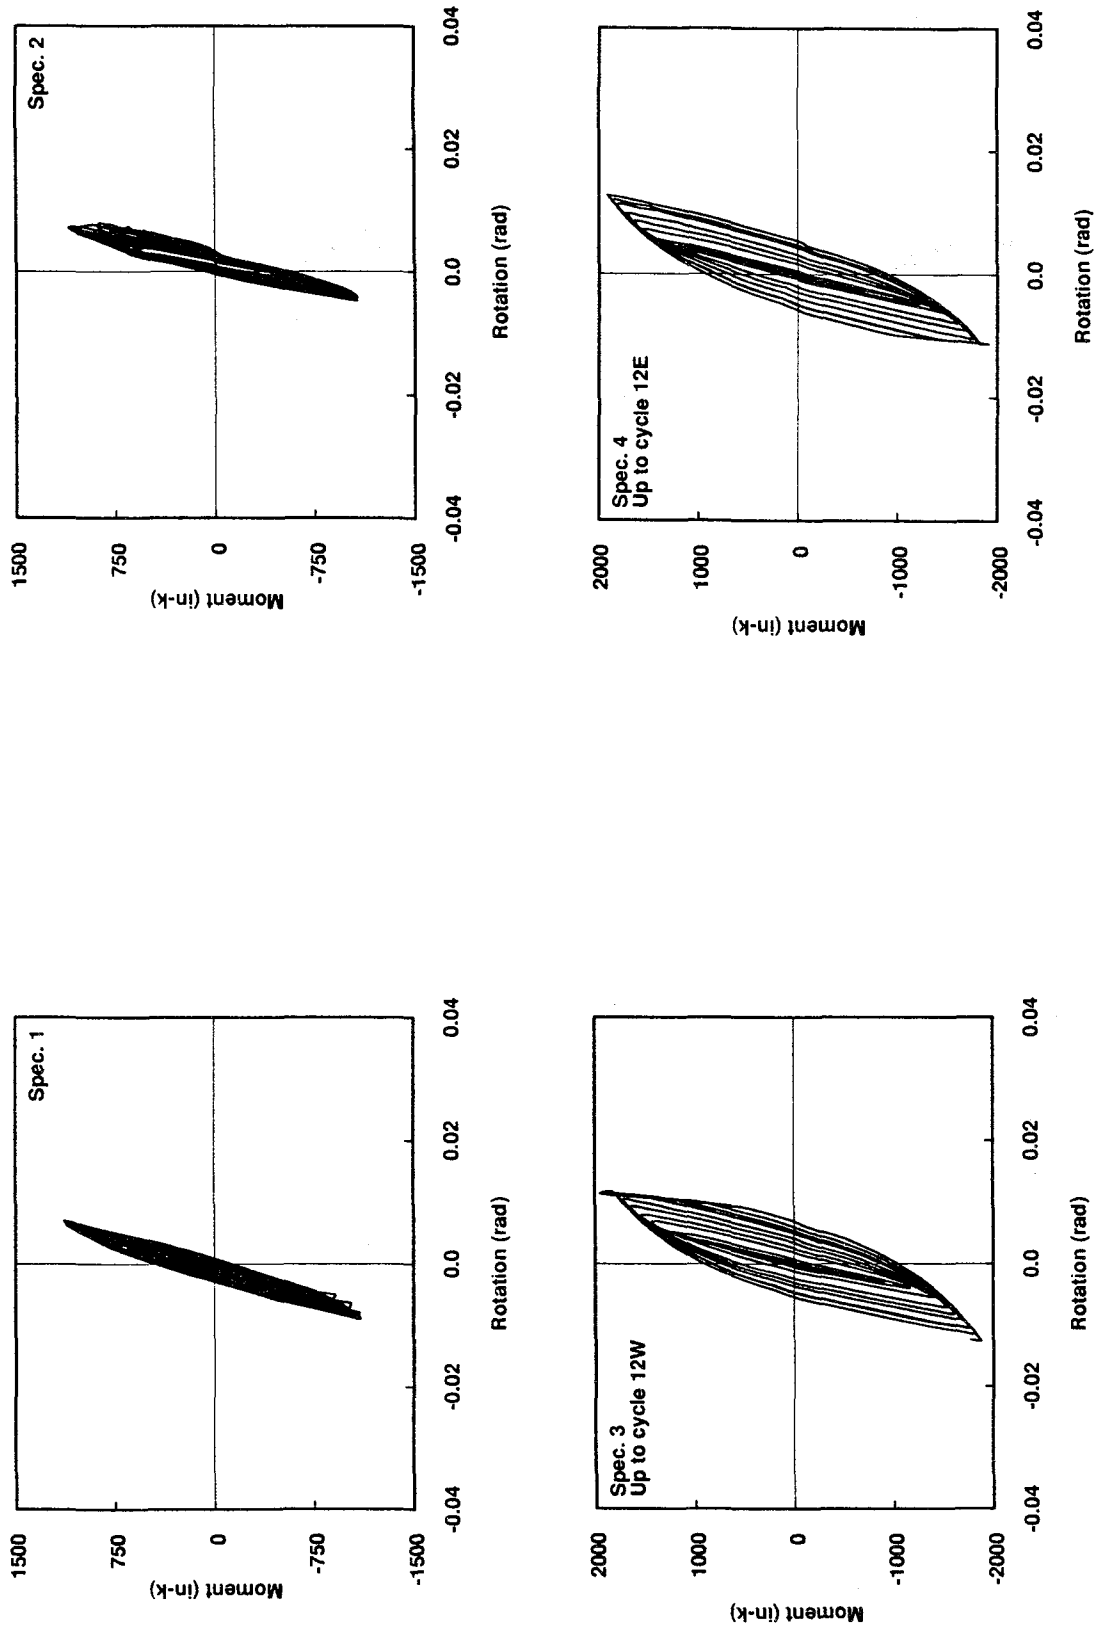 Spec. 1
1500
750
0
-750
-1500
Moment (in-k)
-0.04
-0.02
0.0
0.02
0.04
Rotation (rad)
Spec. 2
1500
750
0
-750
-1500
Moment (in-k)
-0.04
-0.02
0.0
0.02
0.04
Rotation (rad)
Spec. 3
Up to cycle 12W
2000
1000
0
-1000
-2000
Moment (in-k)
-0.04
-0.02
0.0
0.02
0.04
Rotation (rad)
Spec. 4
Up to cycle 12E
2000
1000
0
-1000
-2000
Moment (in-k)
-0.04
-0.02
0.0
0.02
0.04
Rotation (rad)